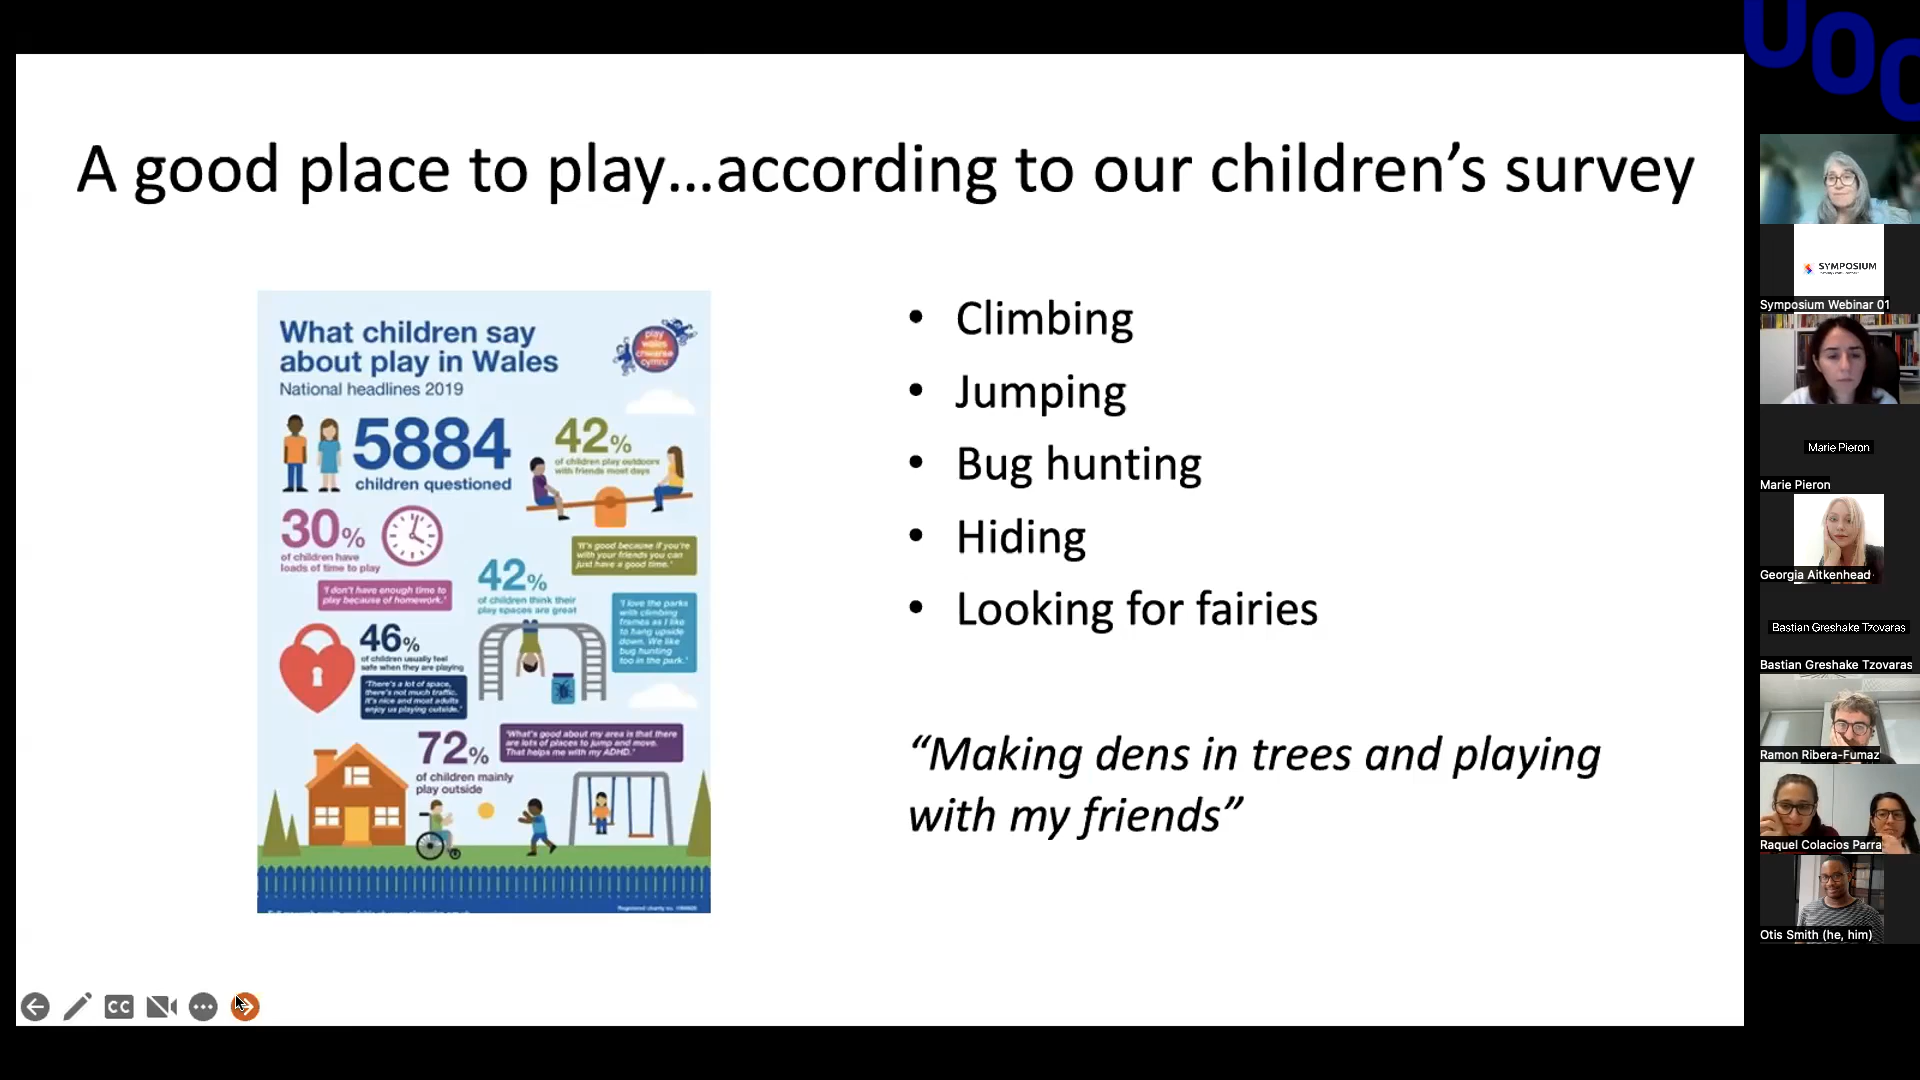 UOC
A good place to play...according to our children's survey
What children say
about play in Wales
National headlines 2019
play
wales
chwarae
cymru
5884
children questioned
42%
of children play outdoors
with friends most days
30%
of children have
loads of time to play
'I don't have enough time to
play because of homework.'
'It's good because if you're
with your friends you can
just have a good time.'
42%
of children think their
play spaces are great
'I love the parks
with climbing
frames as I like
to hang upside
down. We like
bug hunting
too in the park.'
46%
of children usually feel
safe when they are playing
'There's a lot of space,
there's not much traffic.
It's nice and most adults
enjoy us playing outside.'
72%
of children mainly
play outside
'What's good about my area is that there
are lots of places to jump and move.
That helps me with my ADHD.'
Registered charity no.
• Climbing
• Jumping
• Bug hunting
• Hiding
• Looking for fairies
“Making dens in trees and playing
with my friends”
CC
SYMPOSIUM
Symposium Webinar 01
Marie Pieron
Marie Pieron
Georgia Aitkenhead
Bastian Greshake Tzovaras
Bastian Greshake Tzovaras
Ramon Ribera-Fumaz
Raquel Colacios Parra
Otis Smith (he, him)